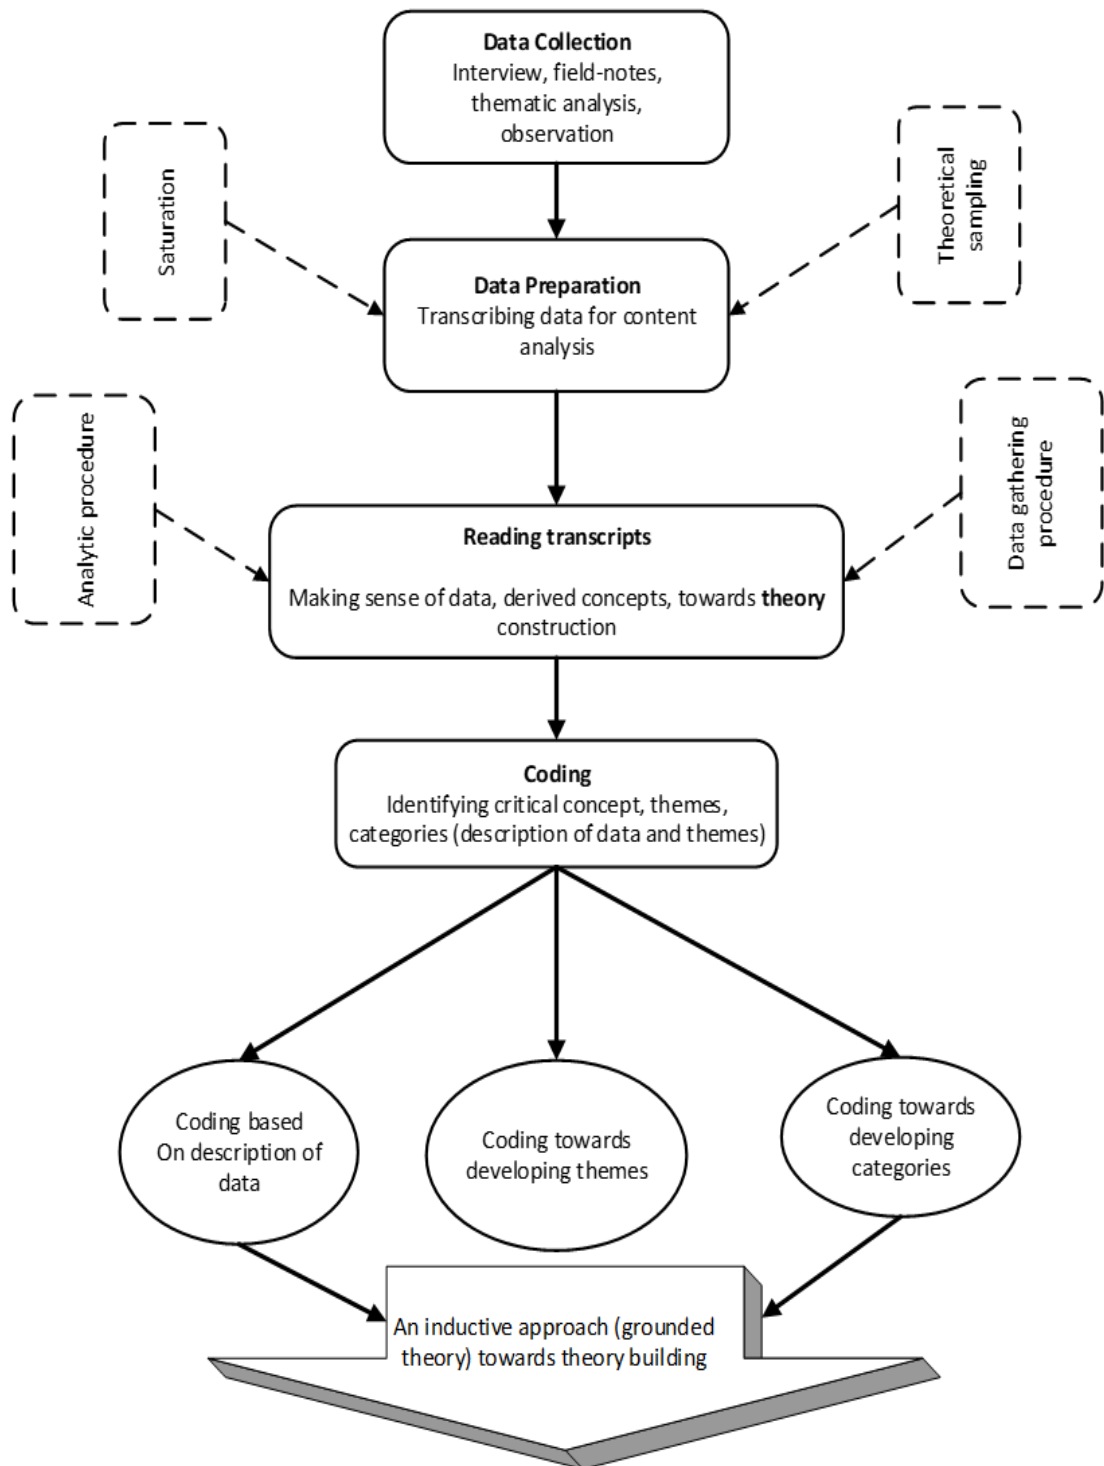 Data Collection
Interview, field-notes,
thematic analysis,
observation
Saturation
Theoretical
sampling
Data Preparation
Transcribing data for content
analysis
Analytic procedure
Data gathering
procedure
Reading transcripts
Making sense of data, derived concepts, towards theory
construction
Coding
Identifying critical concept, themes,
categories (description of data and themes)
Coding based
On description of
data
Coding towards
developing themes
Coding towards
developing
categories
An inductive approach (grounded
theory) towards theory building